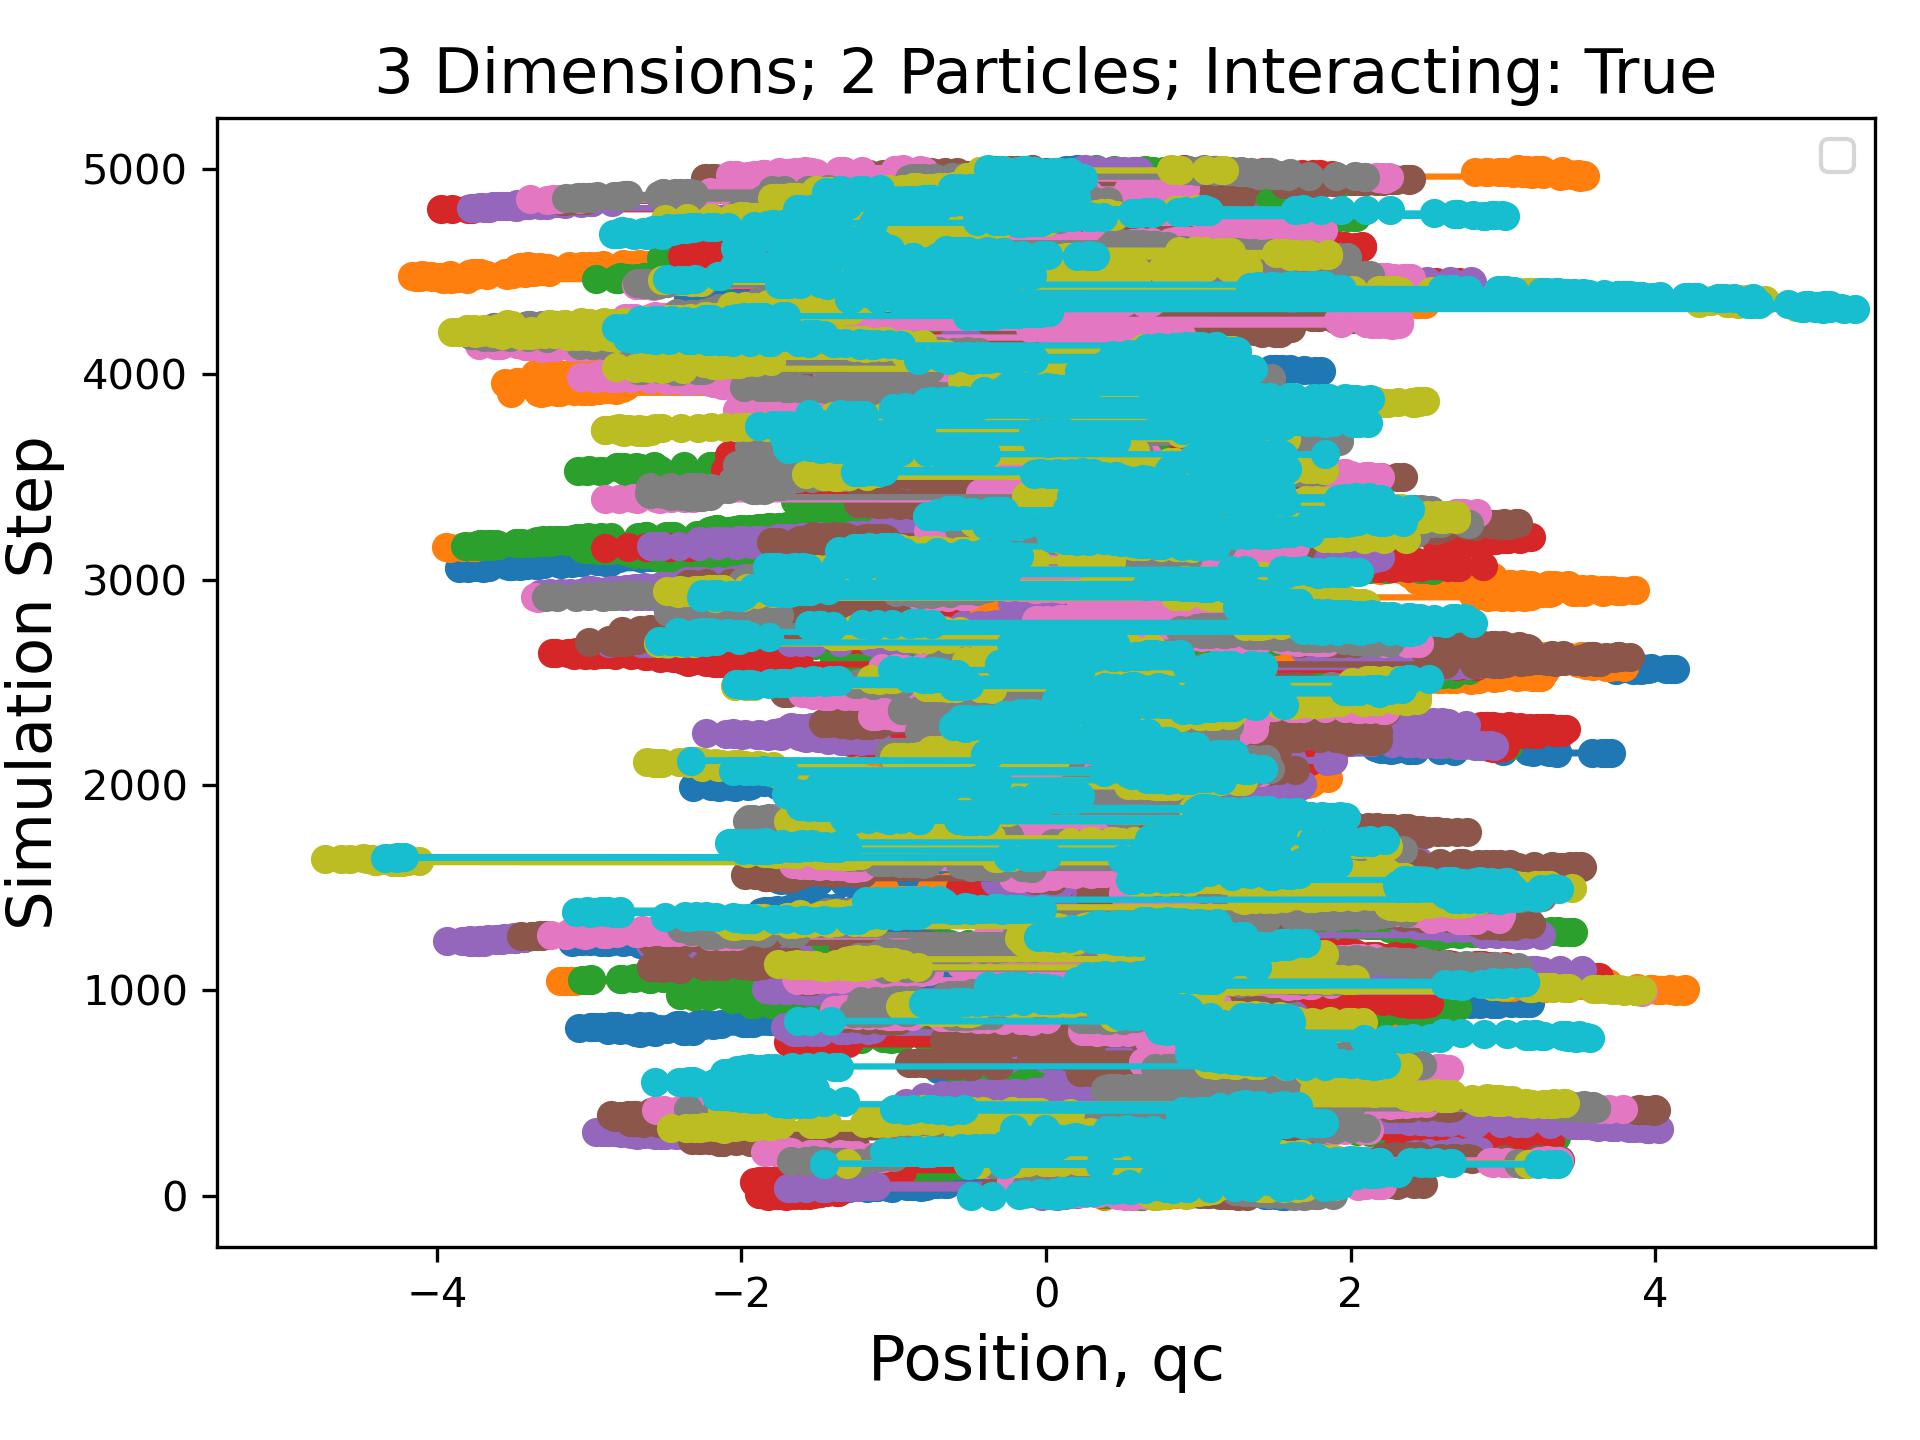 3 Dimensions; 2 Particles; Interacting: True
Simulation Step
5000
4000
3000
2000
1000
0
−4 −2 0 2 4
Position, qc